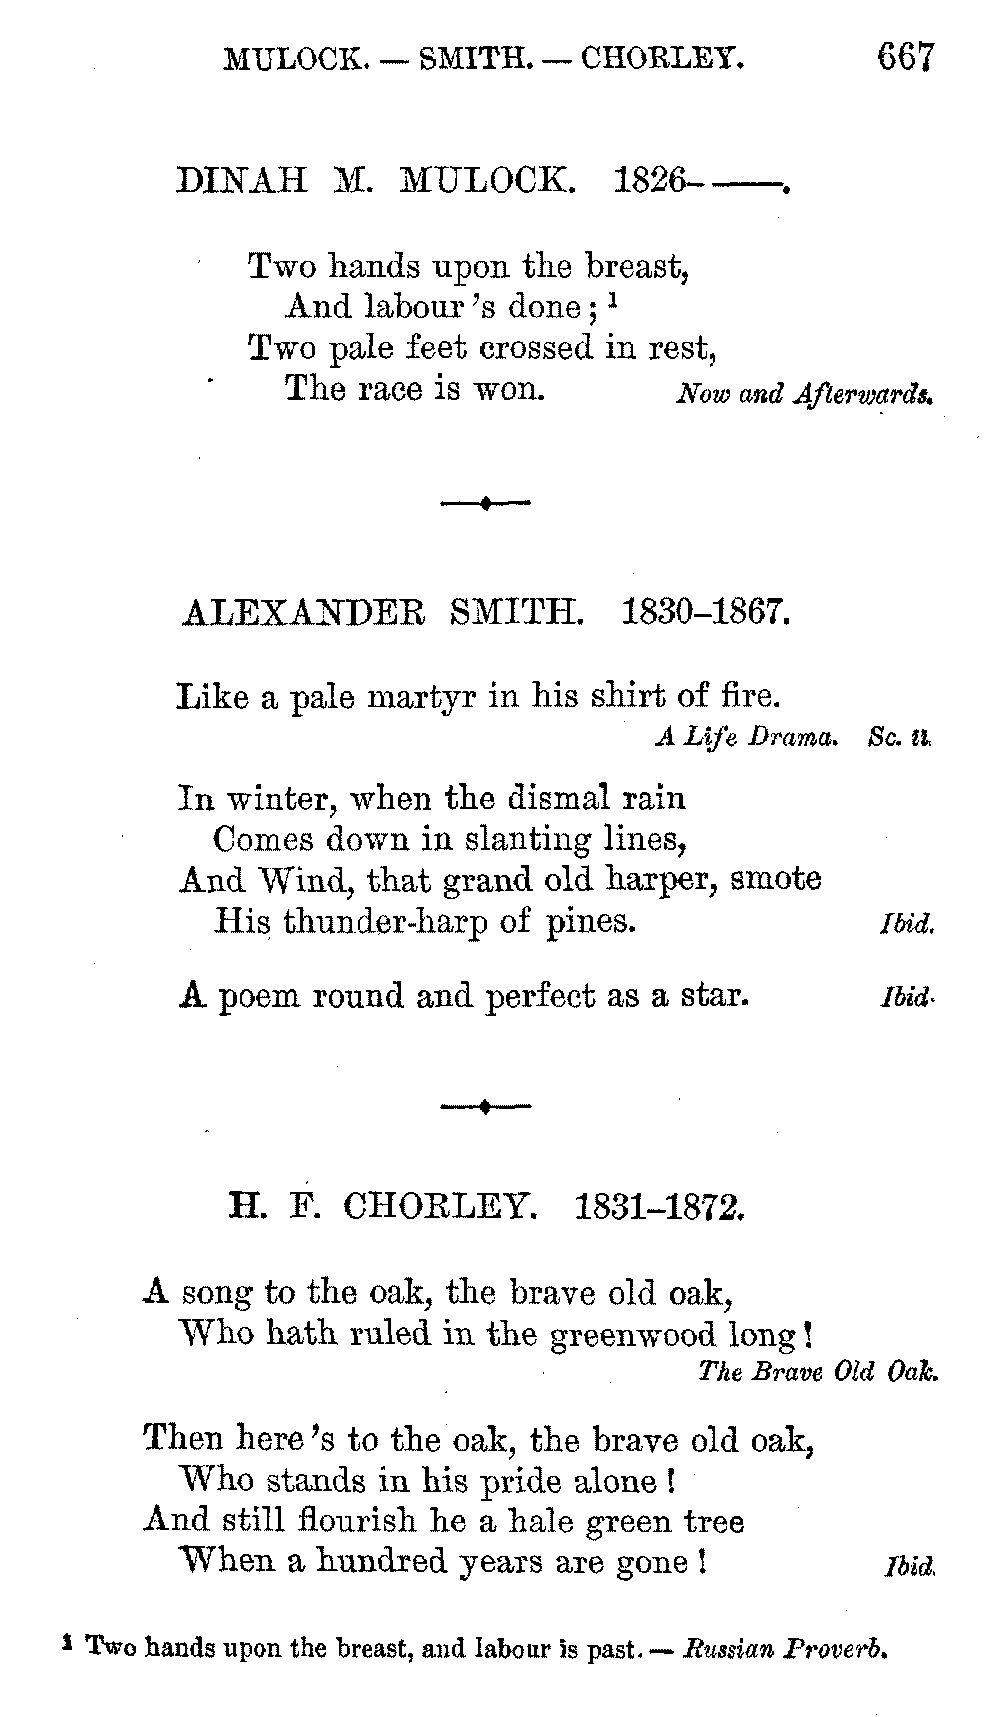 MULOCK. — SMITH. — CHORLEY. 667
DINAH M. MULOCK. 1826– ——.
Two hands upon the breast,
And labour 's done; ¹
Two pale feet crossed in rest,
The race is won. Now and Afterwards.
ALEXANDER SMITH. 1830–1867.
Like a pale martyr in his shirt of fire.
A Life Drama. Sc. ii.
In winter, when the dismal rain
Comes down in slanting lines,
And Wind, that grand old harper, smote
His thunder-harp of pines. Ibid.
A poem round and perfect as a star. Ibid.
H. F. CHORLEY. 1831–1872.
A song to the oak, the brave old oak,
Who hath ruled in the greenwood long!
The Brave Old Oak.
Then here 's to the oak, the brave old oak,
Who stands in his pride alone!
And still flourish he a hale green tree
When a hundred years are gone! Ibid.
¹ Two hands upon the breast, and labour is past. — Russian Proverb.